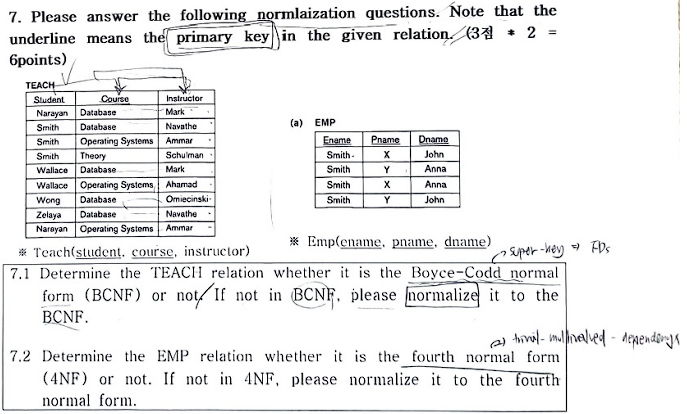 7. Please answer the following normlaization questions. Note that the
underline means the primary key in the given relation. (3점 * 2 =
6points)
TEACH
Student Course Instructor
Narayan Database Mark
Smith Database Navathe
Smith Operating Systems Ammar
Smith Theory Schulman
Wallace Database Mark
Wallace Operating Systems Ahamad
Wong Database Omiecinski
Zelaya Database Navathe
Narayan Operating Systems Ammar
※ Teach(student, course, instructor)
(a) EMP
Ename Pname Dname
Smith X John
Smith Y Anna
Smith X Anna
Smith Y John
※ Emp(ename, pname, dname)
super-key ⇒ FDs
7.1 Determine the TEACH relation whether it is the Boyce-Codd normal
form (BCNF) or not. If not in BCNF, please normalize it to the
BCNF.
multivalued - dependency
7.2 Determine the EMP relation whether it is the fourth normal form
(4NF) or not. If not in 4NF, please normalize it to the fourth
normal form.